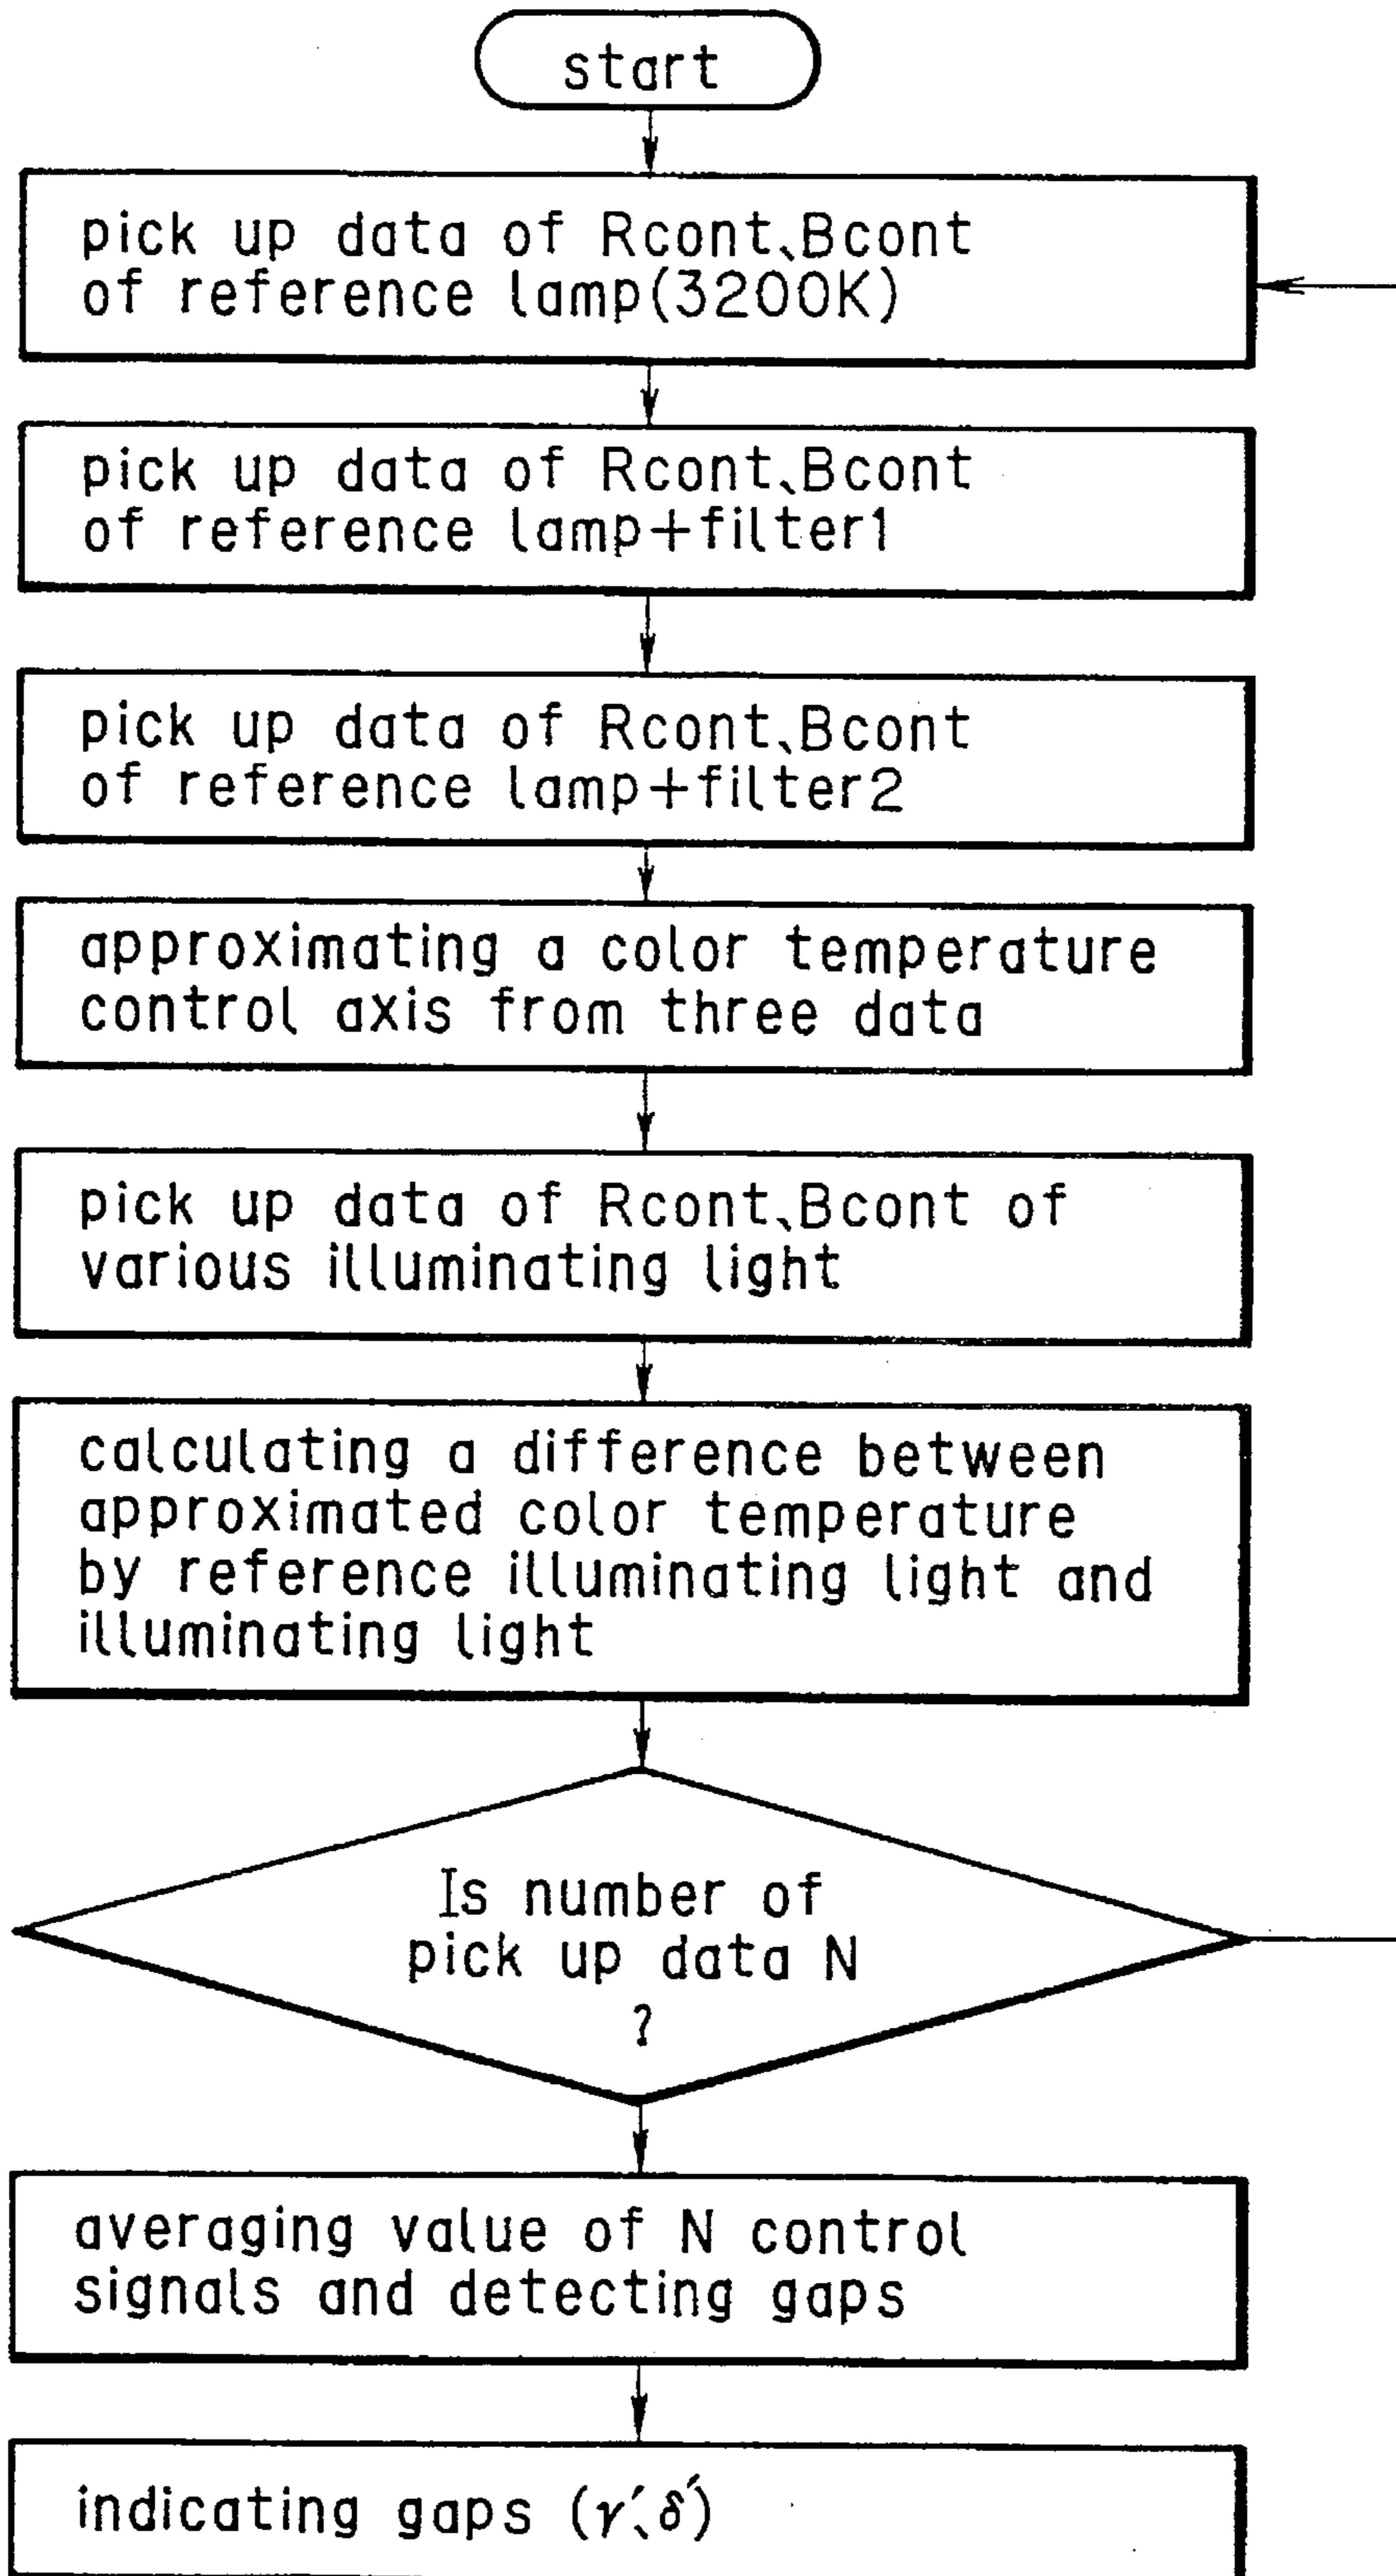 start
pick up data of Rcont、Bcont
of reference lamp(3200K)
pick up data of Rcont、Bcont
of reference lamp+filter1
pick up data of Rcont、Bcont
of reference lamp+filter2
approximating a color temperature
control axis from three data
pick up data of Rcont、Bcont of
various illuminating light
calculating a difference between
approximated color temperature
by reference illuminating light and
illuminating light
Is number of
pick up data N
?
averaging value of N control
signals and detecting gaps
indicating gaps (γ′、δ′)